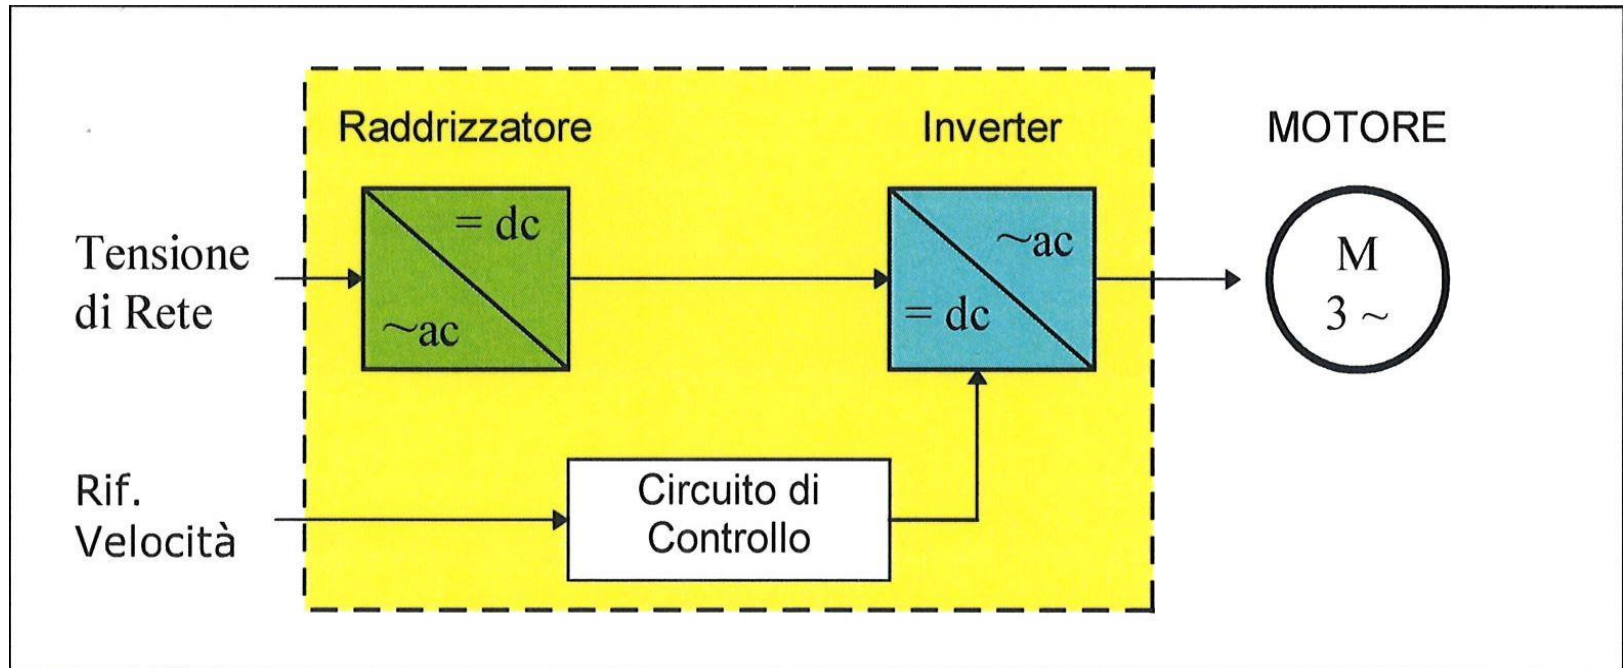 Raddrizzatore
Inverter
MOTORE
Tensione
di Rete
= dc
~ac
~ac
= dc
M
3 ~
Rif.
Velocità
Circuito di
Controllo